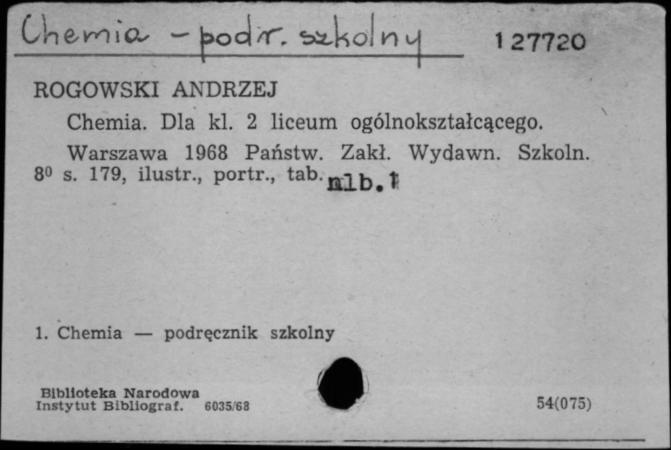 Chemia - podr. szkolny 127720
ROGOWSKI ANDRZEJ
Chemia. Dla kl. 2 liceum ogólnokształcącego.
Warszawa 1968 Państw. Zakł. Wydawn. Szkoln.
8⁰ s. 179, ilustr., portr., tab. nlb. 1
1. Chemia — podręcznik szkolny
Biblioteka Narodowa
Instytut Bibliograf. 6035/68
54(075)